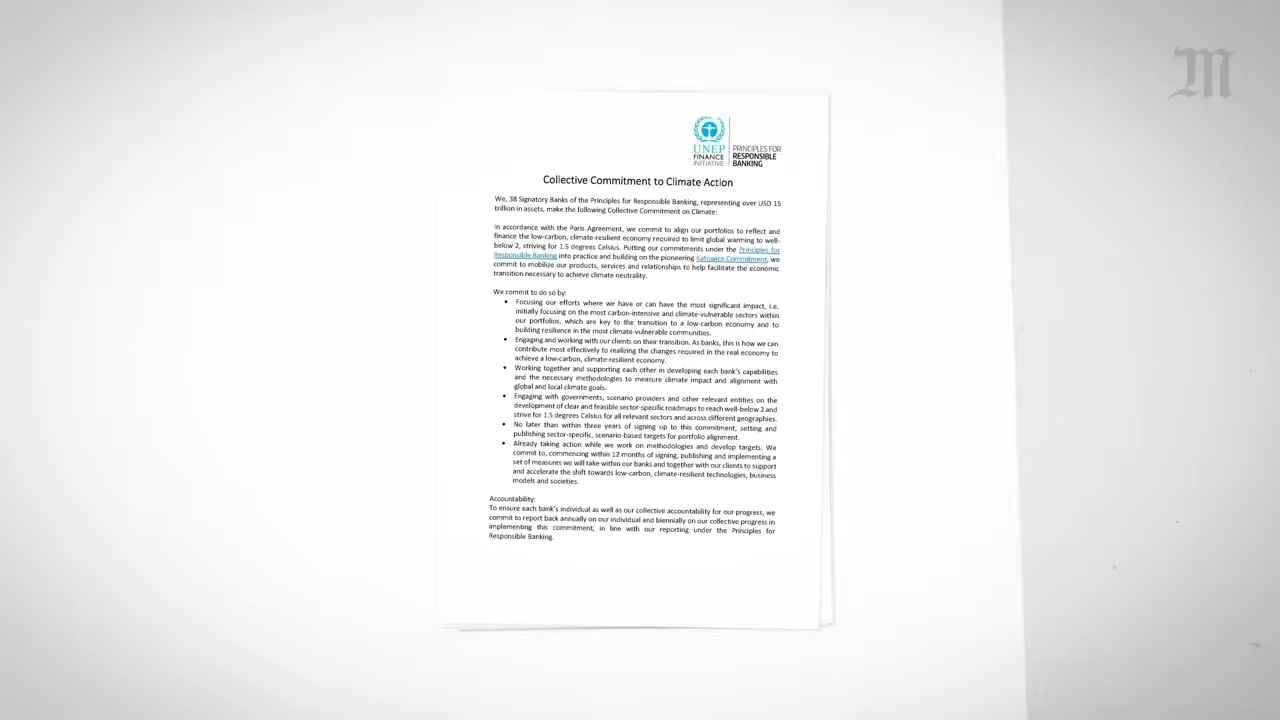 M
UNEP
FINANCE
INITIATIVE
PRINCIPLES FOR
RESPONSIBLE
BANKING
Collective Commitment to Climate Action
We, 38 Signatory Banks of the Principles for Responsible Banking, representing over USD 15
trillion in assets, make the following Collective Commitment on Climate:
In accordance with the Paris Agreement, we commit to align our portfolios to reflect and
finance the low-carbon, climate-resilient economy required to limit global warming to well-
below 2, striving for 1.5 degrees Celsius. Putting our commitments under the Principles for
Responsible Banking into practice and building on the pioneering Katowice Commitment, we
commit to mobilize our products, services and relationships to help facilitate the economic
transition necessary to achieve climate neutrality.
We commit to do so by:
• Focusing our efforts where we have or can have the most significant impact, i.e.
initially focusing on the most carbon-intensive and climate-vulnerable sectors within
our portfolios, which are key to the transition to a low-carbon economy and to
building resilience in the most climate-vulnerable communities.
• Engaging and working with our clients on their transition. As banks, this is how we can
contribute most effectively to realizing the changes required in the real economy to
achieve a low-carbon, climate-resilient economy.
• Working together and supporting each other in developing each bank's capabilities
and the necessary methodologies to measure climate impact and alignment with
global and local climate goals.
• Engaging with governments, scenario providers and other relevant entities on the
development of clear and feasible sector-specific roadmaps to reach well-below 2 and
strive for 1.5 degrees Celsius for all relevant sectors and across different geographies.
• No later than within three years of signing up to this commitment, setting and
publishing sector-specific, scenario-based targets for portfolio alignment.
• Already taking action while we work on methodologies and develop targets. We
commit to, commencing within 12 months of signing, publishing and implementing a
set of measures we will take within our banks and together with our clients to support
and accelerate the shift towards low-carbon, climate-resilient technologies, business
models and societies.
Accountability:
To ensure each bank's individual as well as our collective accountability for our progress, we
commit to report back annually on our individual and biennially on our collective progress in
implementing this commitment, in line with our reporting under the Principles for
Responsible Banking.